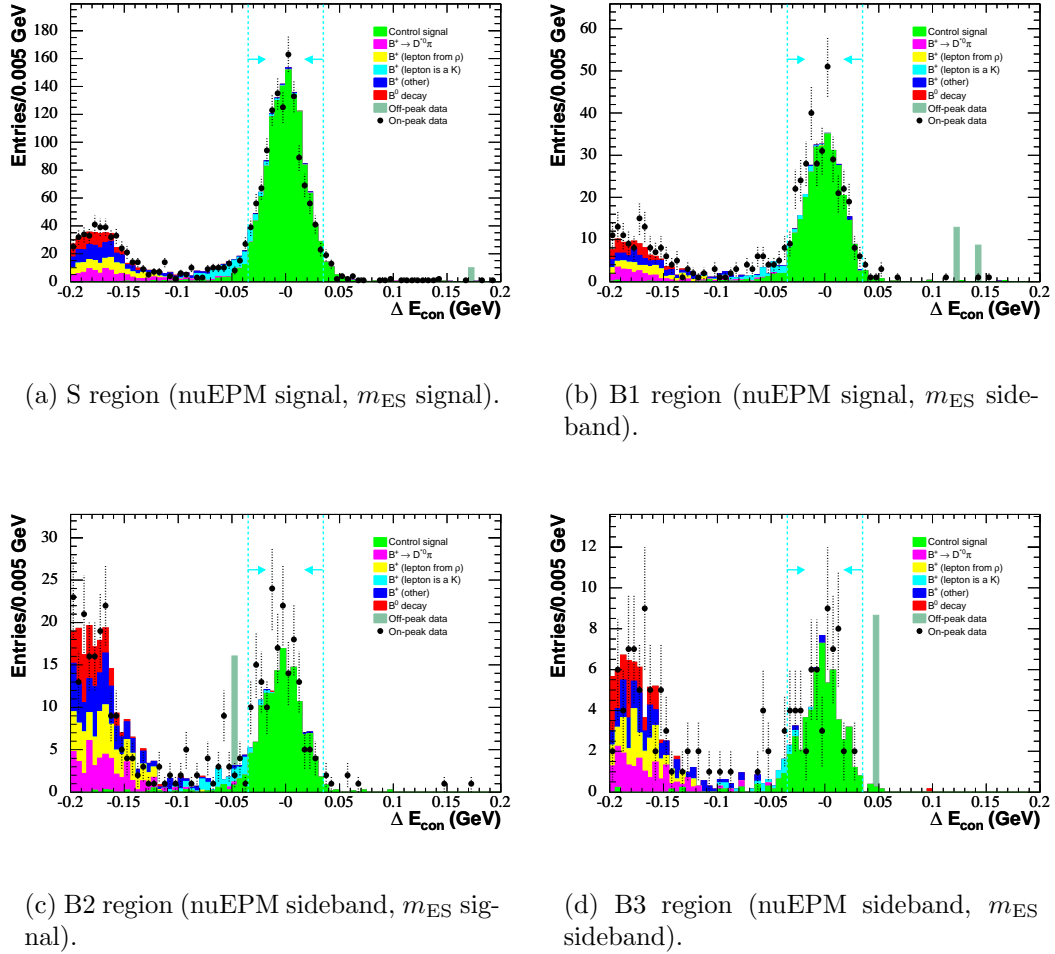 Entries/0.005 GeV
180
160
140
120
100
80
60
40
20
0
-0.2 -0.15 -0.1 -0.05 -0 0.05 0.1 0.15 0.2
Δ E_con (GeV)
Control signal
B⁺ → D*⁰π
B⁺ (lepton from ρ)
B⁺ (lepton is a K)
B⁺ (other)
B⁰ decay
Off-peak data
On-peak data
(a) S region (nuEPM signal, m_ES signal).
Entries/0.005 GeV
60
50
40
30
20
10
0
-0.2 -0.15 -0.1 -0.05 -0 0.05 0.1 0.15 0.2
Δ E_con (GeV)
Control signal
B⁺ → D*⁰π
B⁺ (lepton from ρ)
B⁺ (lepton is a K)
B⁺ (other)
B⁰ decay
Off-peak data
On-peak data
(b) B1 region (nuEPM signal, m_ES side-
band).
Entries/0.005 GeV
30
25
20
15
10
5
0
-0.2 -0.15 -0.1 -0.05 -0 0.05 0.1 0.15 0.2
Δ E_con (GeV)
Control signal
B⁺ → D*⁰π
B⁺ (lepton from ρ)
B⁺ (lepton is a K)
B⁺ (other)
B⁰ decay
Off-peak data
On-peak data
(c) B2 region (nuEPM sideband, m_ES sig-
nal).
Entries/0.005 GeV
12
10
8
6
4
2
0
-0.2 -0.15 -0.1 -0.05 -0 0.05 0.1 0.15 0.2
Δ E_con (GeV)
Control signal
B⁺ → D*⁰π
B⁺ (lepton from ρ)
B⁺ (lepton is a K)
B⁺ (other)
B⁰ decay
Off-peak data
On-peak data
(d) B3 region (nuEPM sideband, m_ES
sideband).